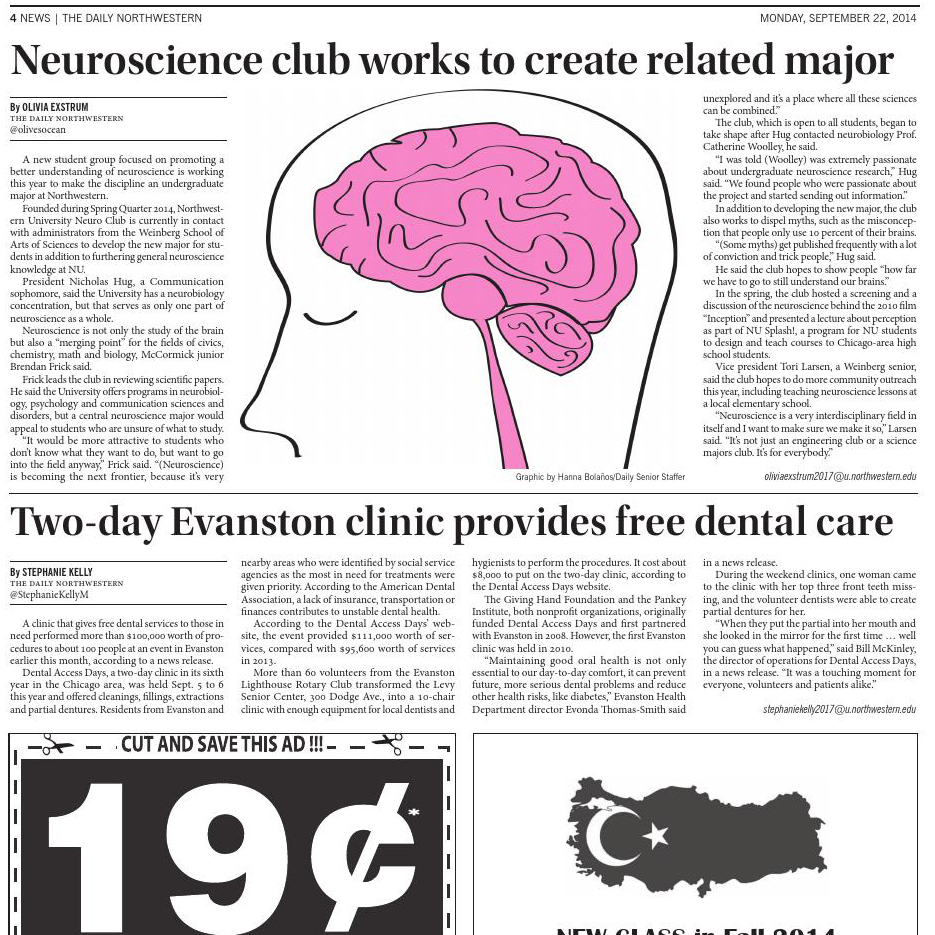 4 NEWS | THE DAILY NORTHWESTERN
MONDAY, SEPTEMBER 22, 2014
Neuroscience club works to create related major
By OLIVIA EXSTRUM
THE DAILY NORTHWESTERN
@olivesocean
A new student group focused on promoting a
better understanding of neuroscience is working
this year to make the discipline an undergraduate
major at Northwestern.
Founded during Spring Quarter 2014, Northwest-
ern University Neuro Club is currently in contact
with administrators from the Weinberg School of
Arts of Sciences to develop the new major for stu-
dents in addition to furthering general neuroscience
knowledge at NU.
President Nicholas Hug, a Communication
sophomore, said the University has a neurobiology
concentration, but that serves as only one part of
neuroscience as a whole.
Neuroscience is not only the study of the brain
but also a “merging point” for the fields of civics,
chemistry, math and biology, McCormick junior
Brendan Frick said.
Frick leads the club in reviewing scientific papers.
He said the University offers programs in neurobiol-
ogy, psychology and communication sciences and
disorders, but a central neuroscience major would
appeal to students who are unsure of what to study.
“It would be more attractive to students who
don’t know what they want to do, but want to go
into the field anyway,” Frick said. “(Neuroscience)
is becoming the next frontier, because it’s very
Graphic by Hanna Bolaños/Daily Senior Staffer
unexplored and it’s a place where all these sciences
can be combined.”
The club, which is open to all students, began to
take shape after Hug contacted neurobiology Prof.
Catherine Woolley, he said.
“I was told (Woolley) was extremely passionate
about undergraduate neuroscience research,” Hug
said. “We found people who were passionate about
the project and started sending out information.”
In addition to developing the new major, the club
also works to dispel myths, such as the misconcep-
tion that people only use 10 percent of their brains.
“(Some myths) get published frequently with a lot
of conviction and trick people,” Hug said.
He said the club hopes to show people “how far
we have to go to still understand our brains.”
In the spring, the club hosted a screening and a
discussion of the neuroscience behind the 2010 film
“Inception” and presented a lecture about perception
as part of NU Splash!, a program for NU students
to design and teach courses to Chicago-area high
school students.
Vice president Tori Larsen, a Weinberg senior,
said the club hopes to do more community outreach
this year, including teaching neuroscience lessons at
a local elementary school.
“Neuroscience is a very interdisciplinary field in
itself and I want to make sure we make it so,” Larsen
said. “It’s not just an engineering club or a science
majors club. It’s for everybody.”
oliviaexstrum2017@u.northwestern.edu
Two-day Evanston clinic provides free dental care
By STEPHANIE KELLY
THE DAILY NORTHWESTERN
@StephanieKellyM
A clinic that gives free dental services to those in
need performed more than $100,000 worth of pro-
cedures to about 100 people at an event in Evanston
earlier this month, according to a news release.
Dental Access Days, a two-day clinic in its sixth
year in the Chicago area, was held Sept. 5 to 6
this year and offered cleanings, fillings, extractions
and partial dentures. Residents from Evanston and
nearby areas who were identified by social service
agencies as the most in need for treatments were
given priority. According to the American Dental
Association, a lack of insurance, transportation or
finances contributes to unstable dental health.
According to the Dental Access Days’ web-
site, the event provided $111,000 worth of ser-
vices, compared with $95,600 worth of services
in 2013.
More than 60 volunteers from the Evanston
Lighthouse Rotary Club transformed the Levy
Senior Center, 300 Dodge Ave., into a 10-chair
clinic with enough equipment for local dentists and
hygienists to perform the procedures. It cost about
$8,000 to put on the two-day clinic, according to
the Dental Access Days website.
The Giving Hand Foundation and the Pankey
Institute, both nonprofit organizations, originally
funded Dental Access Days and first partnered
with Evanston in 2008. However, the first Evanston
clinic was held in 2010.
“Maintaining good oral health is not only
essential to our day-to-day comfort, it can prevent
future, more serious dental problems and reduce
other health risks, like diabetes,” Evanston Health
Department director Evonda Thomas-Smith said
in a news release.
During the weekend clinics, one woman came
to the clinic with her top three front teeth miss-
ing, and the volunteer dentists were able to create
partial dentures for her.
“When they put the partial into her mouth and
she looked in the mirror for the first time … well
you can guess what happened,” said Bill McKinley,
the director of operations for Dental Access Days,
in a news release. “It was a touching moment for
everyone, volunteers and patients alike.”
stephaniekelly2017@u.northwestern.edu
CUT AND SAVE THIS AD !!!
19¢*
NEW CLASS in Fall 2014